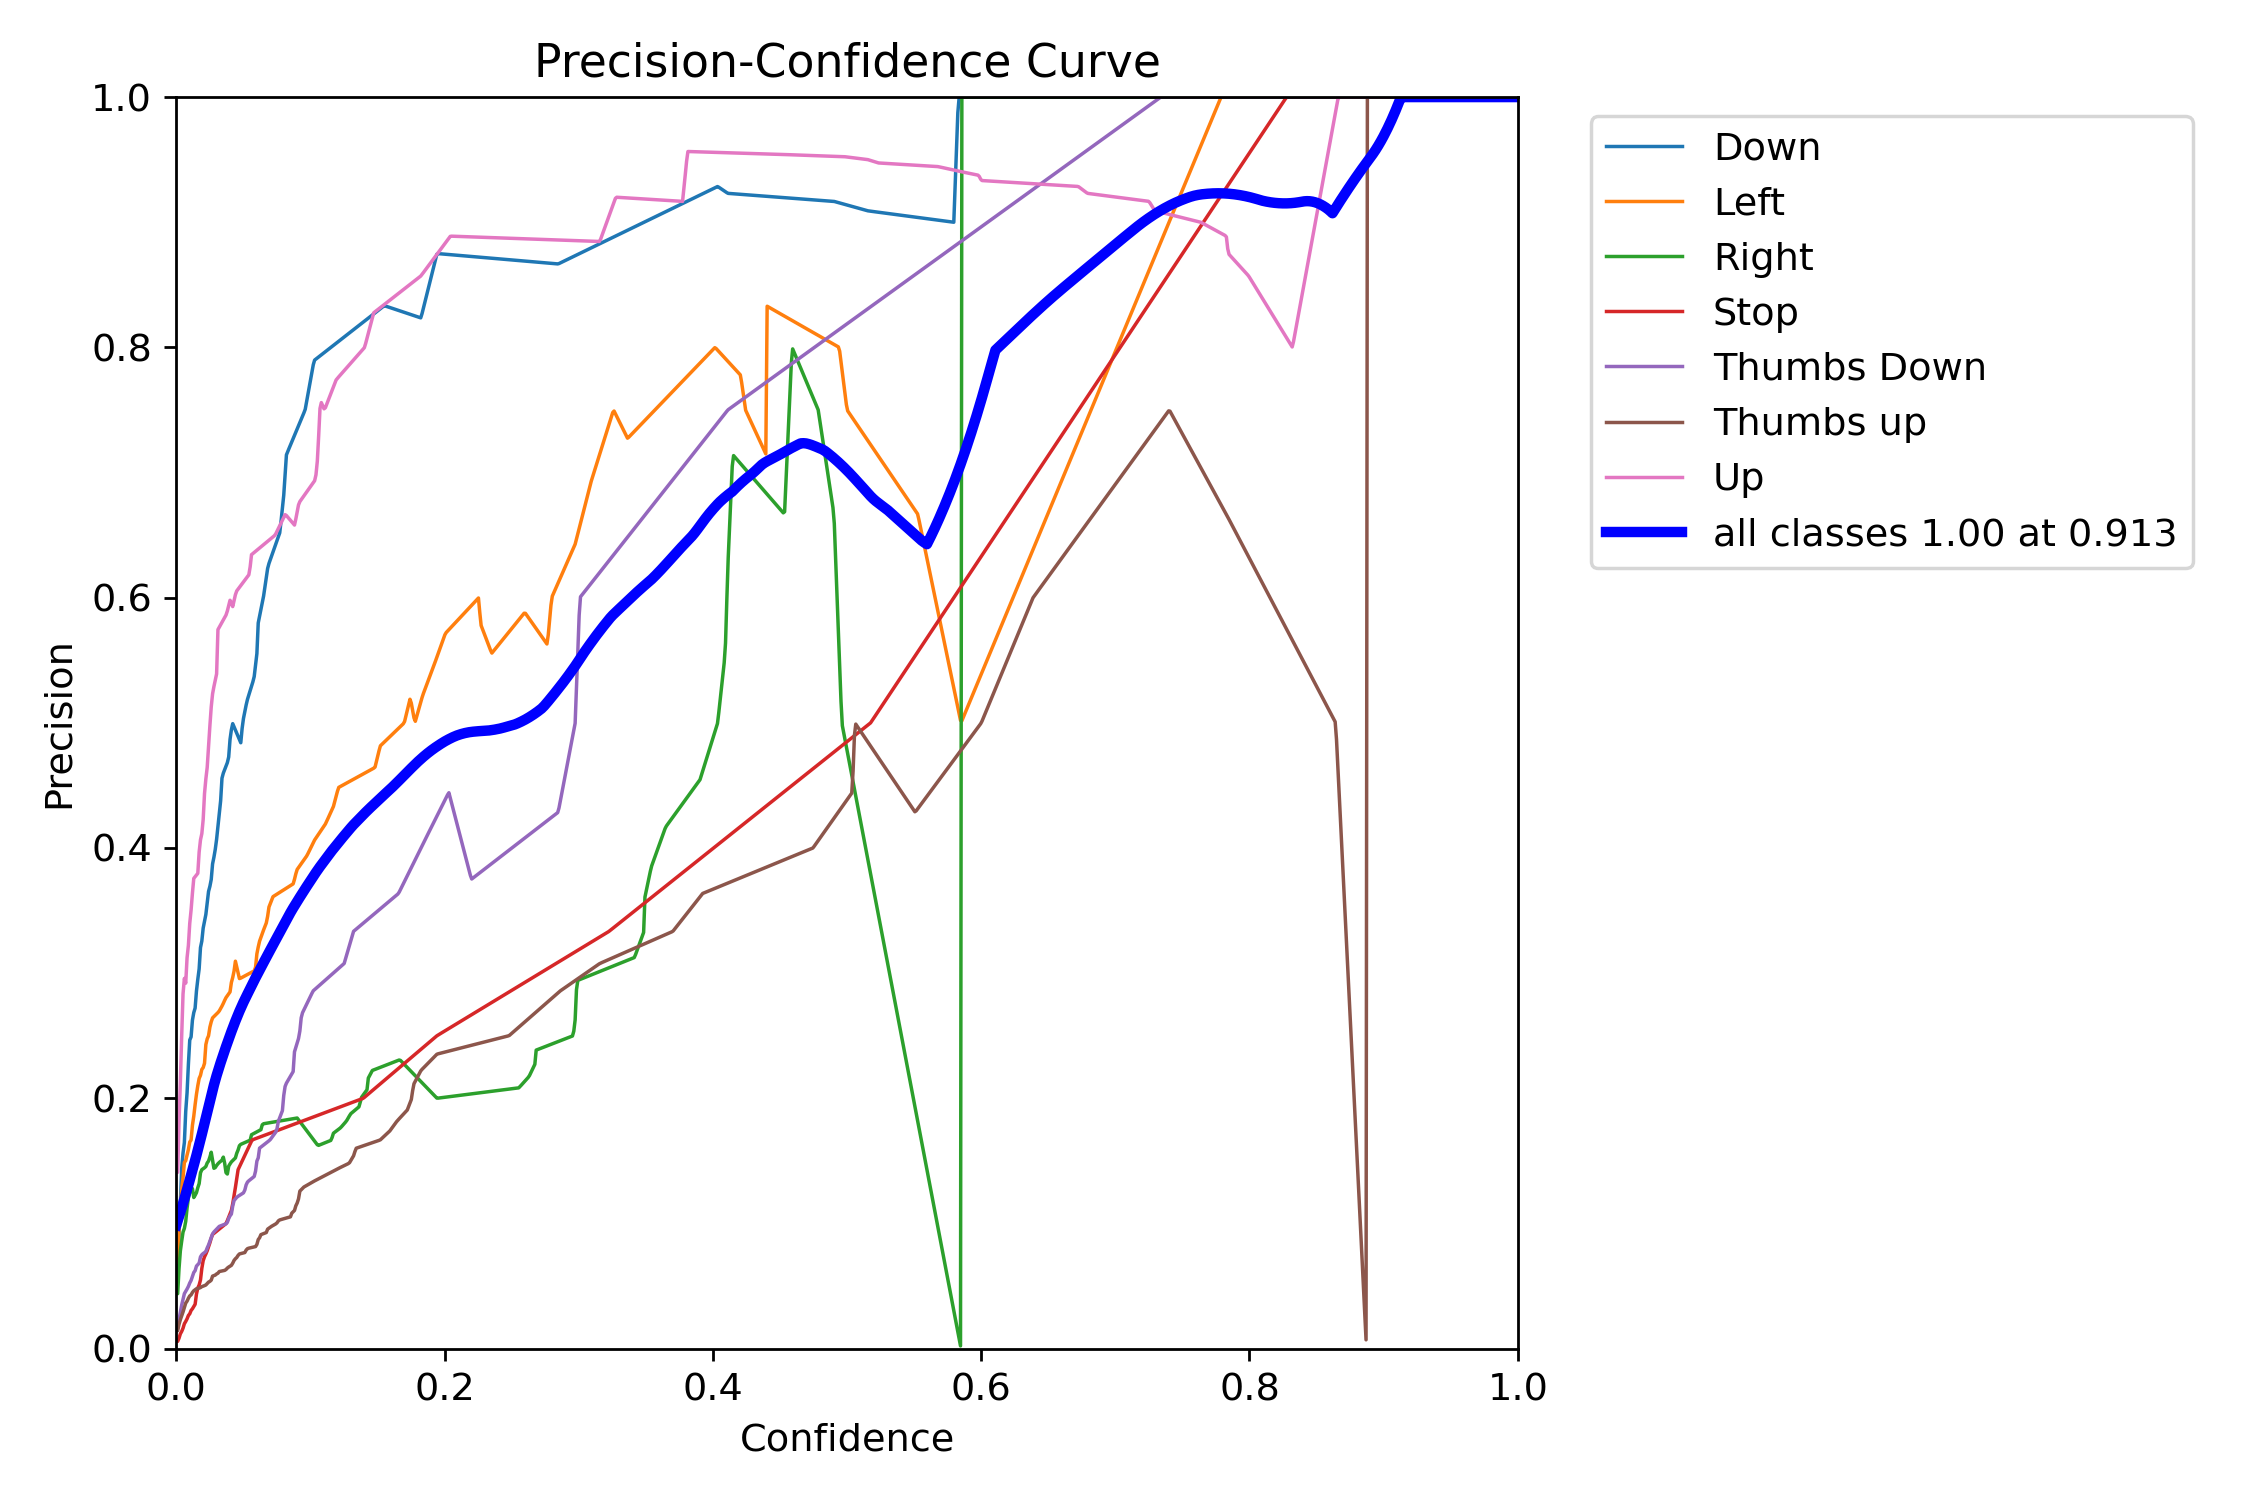 Precision-Confidence Curve
1.0
0.8
0.6
0.4
0.2
0.0
Precision
0.0 0.2 0.4 0.6 0.8 1.0
Confidence
Down
Left
Right
Stop
Thumbs Down
Thumbs up
Up
all classes 1.00 at 0.913